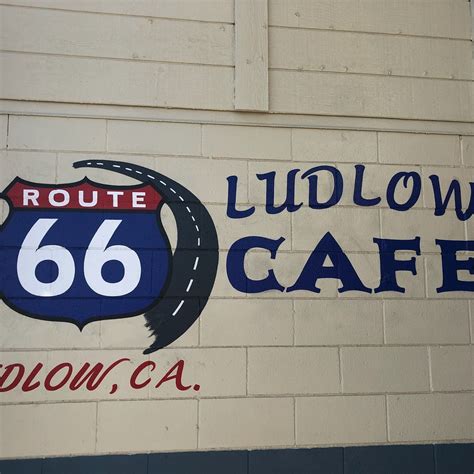 ROUTE
66
LUDLOW
CAFE
DLOW, CA.